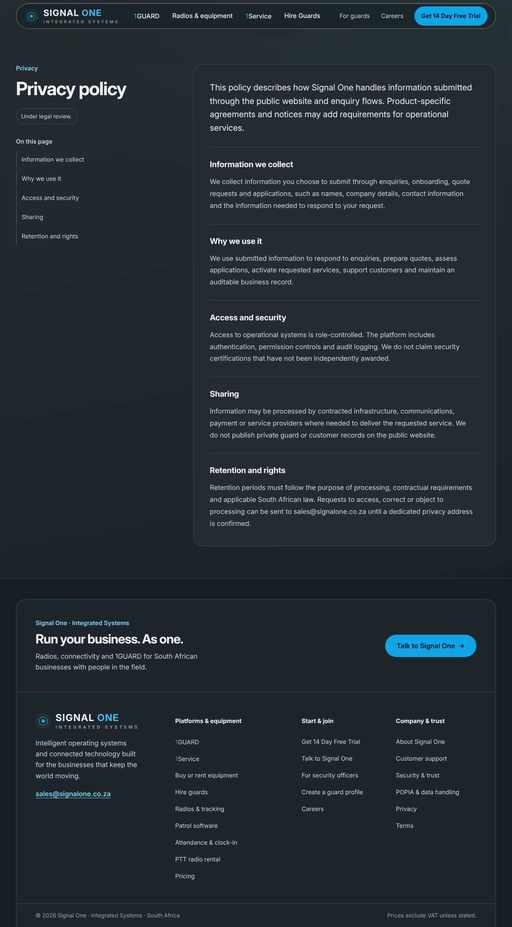 SIGNAL ONE
INTEGRATED SYSTEMS
1GUARD
Radios & equipment
1Service
Hire Guards
For guards
Careers
Get 14 Day Free Trial
Privacy
Privacy policy
Under legal review.
On this page
Information we collect
Why we use it
Access and security
Sharing
Retention and rights
This policy describes how Signal One handles information submitted
through the public website and enquiry flows. Product-specific
agreements and notices may add requirements for operational
services.
Information we collect
We collect information you choose to submit through enquiries, onboarding, quote
requests and applications, such as names, company details, contact information
and the information needed to respond to your request.
Why we use it
We use submitted information to respond to enquiries, prepare quotes, assess
applications, activate requested services, support customers and maintain an
auditable business record.
Access and security
Access to operational systems is role-controlled. The platform includes
authentication, permission controls and audit logging. We do not claim security
certifications that have not been independently awarded.
Sharing
Information may be processed by contracted infrastructure, communications,
payment or service providers where needed to deliver the requested service. We
do not publish private guard or customer records on the public website.
Retention and rights
Retention periods must follow the purpose of processing, contractual requirements
and applicable South African law. Requests to access, correct or object to
processing can be sent to sales@signalone.co.za until a dedicated privacy address
is confirmed.
Signal One · Integrated Systems
Run your business. As one.
Radios, connectivity and 1GUARD for South African
businesses with people in the field.
Talk to Signal One →
SIGNAL ONE
INTEGRATED SYSTEMS
Intelligent operating systems
and connected technology built
for the businesses that keep the
world moving.
sales@signalone.co.za
Platforms & equipment
1GUARD
1Service
Buy or rent equipment
Hire guards
Radios & tracking
Patrol software
Attendance & clock-in
PTT radio rental
Pricing
Start & join
Get 14 Day Free Trial
Talk to Signal One
For security officers
Create a guard profile
Careers
Company & trust
About Signal One
Customer support
Security & trust
POPIA & data handling
Privacy
Terms
© 2026 Signal One · Integrated Systems · South Africa
Prices exclude VAT unless stated.